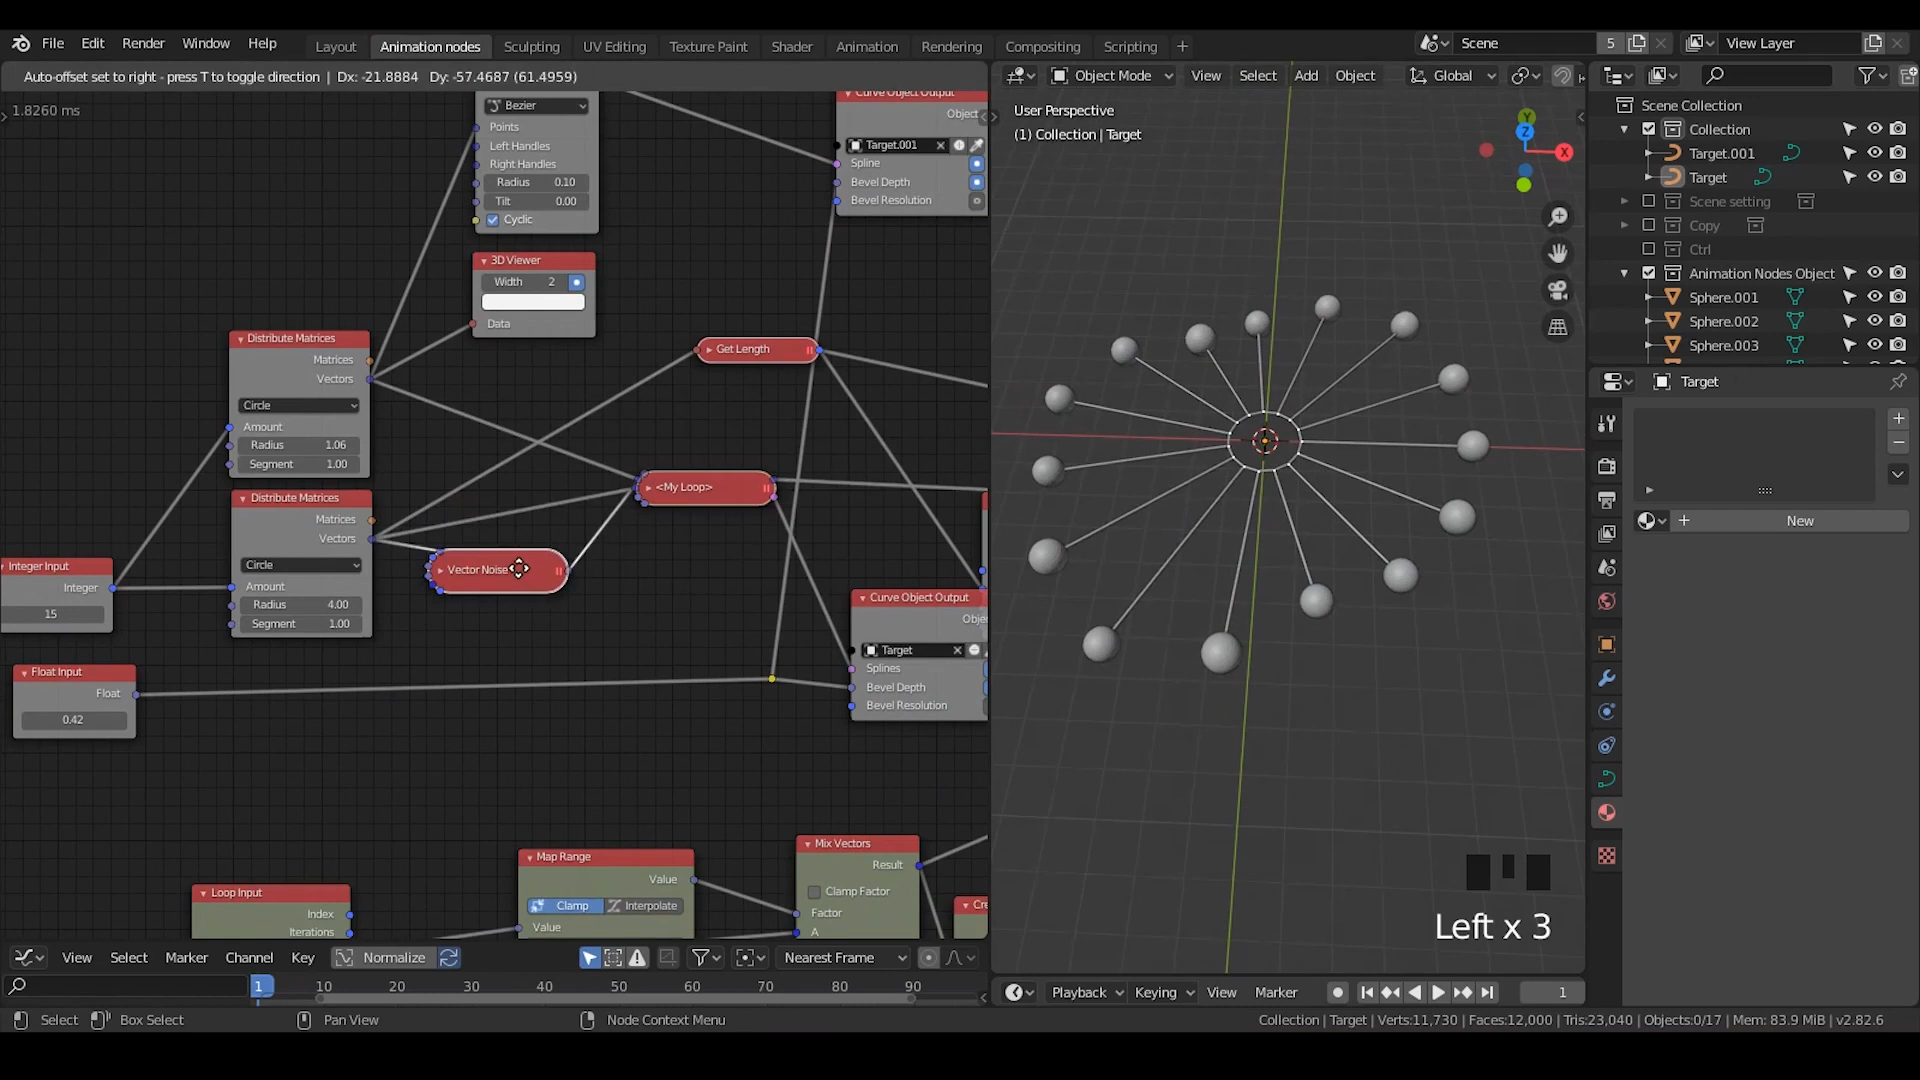 File Edit Render Window Help
Layout Animation nodes Sculpting UV Editing Texture Paint Shader Animation Rendering Compositing Scripting +
Scene 5 View Layer
Auto-offset set to right - press T to toggle direction | Dx: -21.8884 Dy: -57.4687 (61.4959)
Object Mode View Select Add Object Global
1.8260 ms
Bezier
Points
Left Handles
Right Handles
Radius 0.10
Tilt 0.00
Cyclic
Curve Object Output
Object
Target.001
Spline
Bevel Depth
Bevel Resolution
3D Viewer
Width 2
Data
Distribute Matrices
Matrices
Vectors
Circle
Amount
Radius 1.06
Segment 1.00
Get Length
<My Loop>
Distribute Matrices
Matrices
Vectors
Circle
Amount
Radius 4.00
Segment 1.00
Vector Noise
Integer Input
Integer
15
Float Input
Float
0.42
Curve Object Output
Objec
Target
Splines
Bevel Depth
Bevel Resolution
Map Range
Value
Clamp Interpolate
Value
Mix Vectors
Result
Clamp Factor
Factor
A
Loop Input
Index
Iterations
Cre
User Perspective
(1) Collection | Target
Y
Z
X
Left x 3
Scene Collection
Collection
Target.001
Target
Scene setting
Copy
Ctrl
Animation Nodes Object
Sphere.001
Sphere.002
Sphere.003
Target
New
View Select Marker Channel Key Normalize Nearest Frame
1 10 20 30 40 50 60 70 80 90
Playback Keying View Marker 1
Select Box Select Pan View Node Context Menu
Collection | Target | Verts:11,730 | Faces:12,000 | Tris:23,040 | Objects:0/17 | Mem: 83.9 MiB | v2.82.6